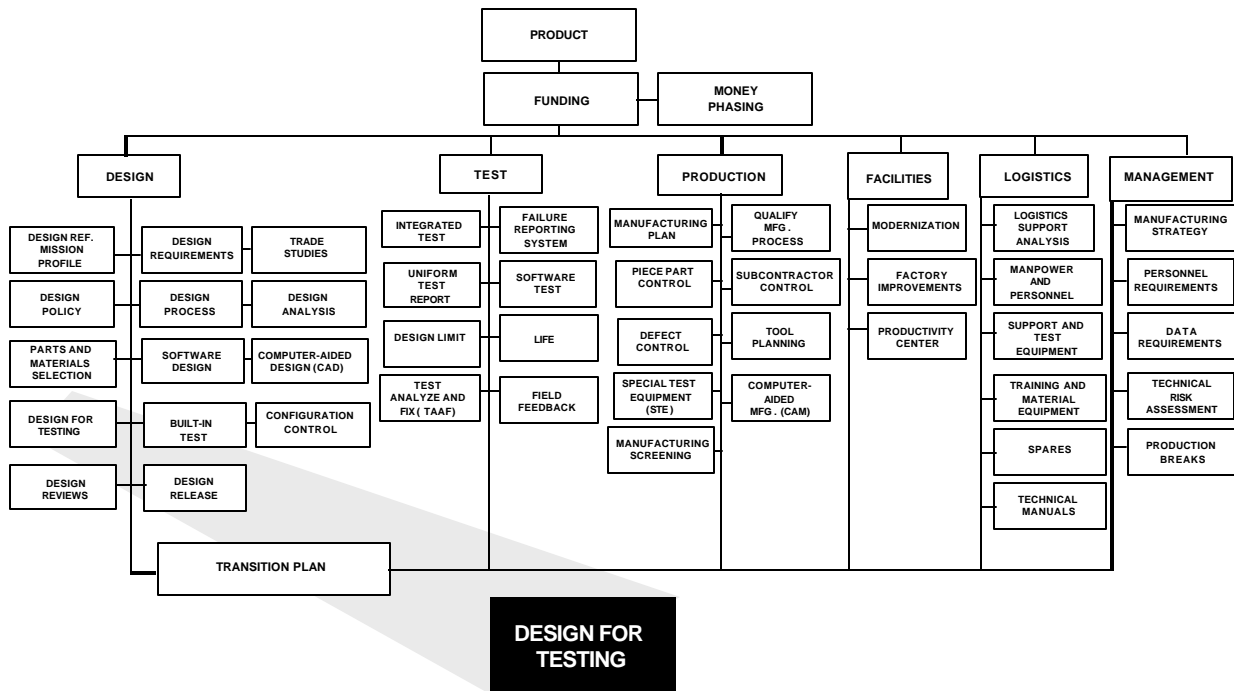 PRODUCT
FUNDING
MONEY
PHASING
DESIGN
TEST
PRODUCTION
FACILITIES
LOGISTICS
MANAGEMENT
DESIGN REF.
MISSION
PROFILE
DESIGN
REQUIREMENTS
TRADE
STUDIES
DESIGN
POLICY
DESIGN
PROCESS
DESIGN
ANALYSIS
PARTS AND
MATERIALS
SELECTION
SOFTWARE
DESIGN
COMPUTER-AIDED
DESIGN (CAD)
DESIGN FOR
TESTING
BUILT-IN
TEST
CONFIGURATION
CONTROL
DESIGN
REVIEWS
DESIGN
RELEASE
INTEGRATED
TEST
FAILURE
REPORTING
SYSTEM
UNIFORM
TEST
REPORT
SOFTWARE
TEST
DESIGN LIMIT
LIFE
TEST
ANALYZE AND
FIX ( TAAF)
FIELD
FEEDBACK
MANUFACTURING
PLAN
QUALIFY
MFG .
PROCESS
PIECE PART
CONTROL
SUBCONTRACTOR
CONTROL
DEFECT
CONTROL
TOOL
PLANNING
SPECIAL TEST
EQUIPMENT
(STE)
COMPUTER-
AIDED
MFG . (CAM)
MANUFACTURING
SCREENING
MODERNIZATION
FACTORY
IMPROVEMENTS
PRODUCTIVITY
CENTER
LOGISTICS
SUPPORT
ANALYSIS
MANPOWER
AND
PERSONNEL
SUPPORT AND
TEST
EQUIPMENT
TRAINING AND
MATERIAL
EQUIPMENT
SPARES
TECHNICAL
MANUALS
MANUFACTURING
STRATEGY
PERSONNEL
REQUIREMENTS
DATA
REQUIREMENTS
TECHNICAL
RISK
ASSESSMENT
PRODUCTION
BREAKS
TRANSITION PLAN
DESIGN FOR
TESTING